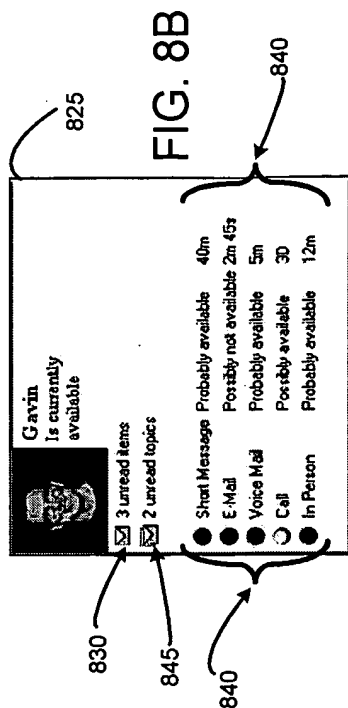 FIG. 8B
825
Gavin
Is currently
available
830
3 unread items
845
2 unread topics
840
Short Message Probably available 40m
E-Mail Possibly not available 2m 45s
Voice Mail Probably available 5m
Call Possibly available 30
In Person Probably available 12m
840